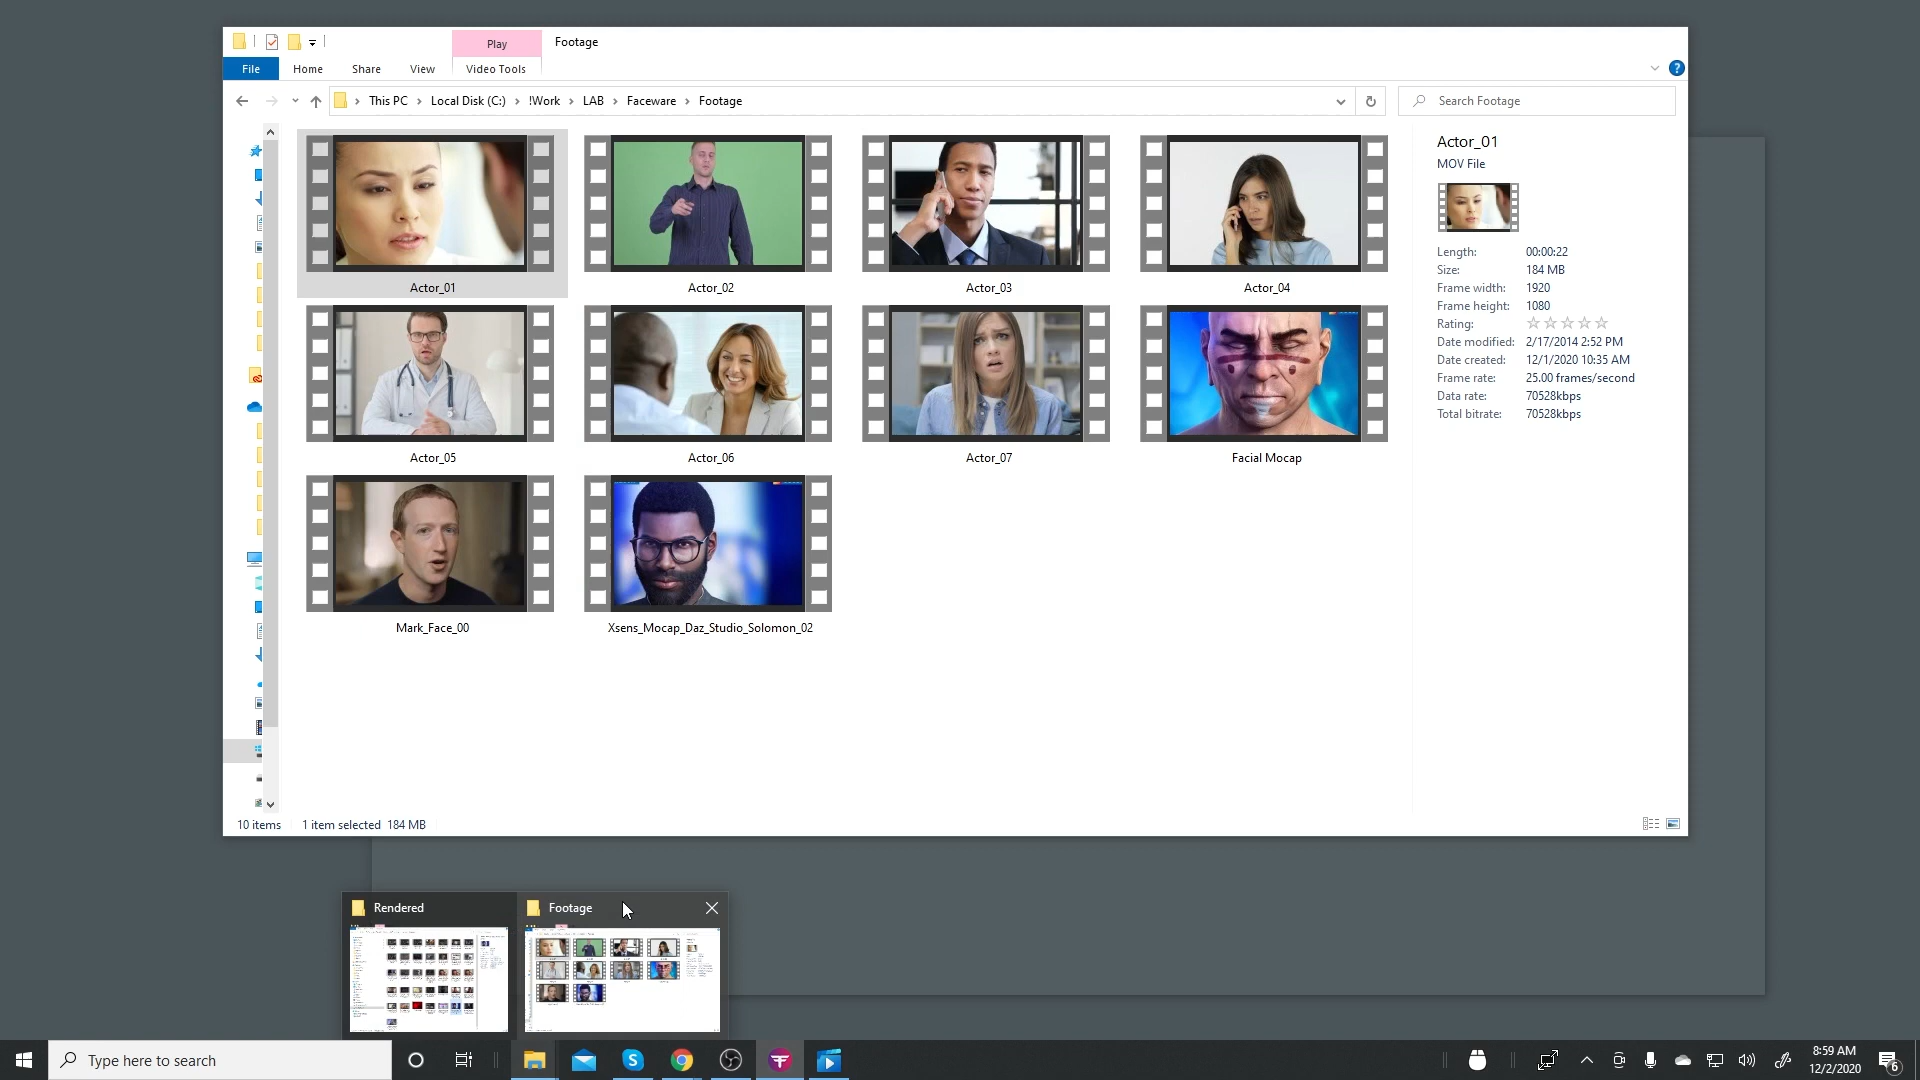 Play
Footage
File
Home
Share
View
Video Tools
This PC
Local Disk (C:)
!Work
LAB
Faceware
Footage
Search Footage
Actor_01
Actor_02
Actor_03
Actor_04
Actor_05
Actor_06
Actor_07
Facial Mocap
Mark_Face_00
Xsens_Mocap_Daz_Studio_Solomon_02
Actor_01
MOV File
Length: 00:00:22
Size: 184 MB
Frame width: 1920
Frame height: 1080
Rating:
Date modified: 2/17/2014 2:52 PM
Date created: 12/1/2020 10:35 AM
Frame rate: 25.00 frames/second
Data rate: 70528kbps
Total bitrate: 70528kbps
10 items
1 item selected 184 MB
Rendered
Footage
Type here to search
8:59 AM
12/2/2020
6